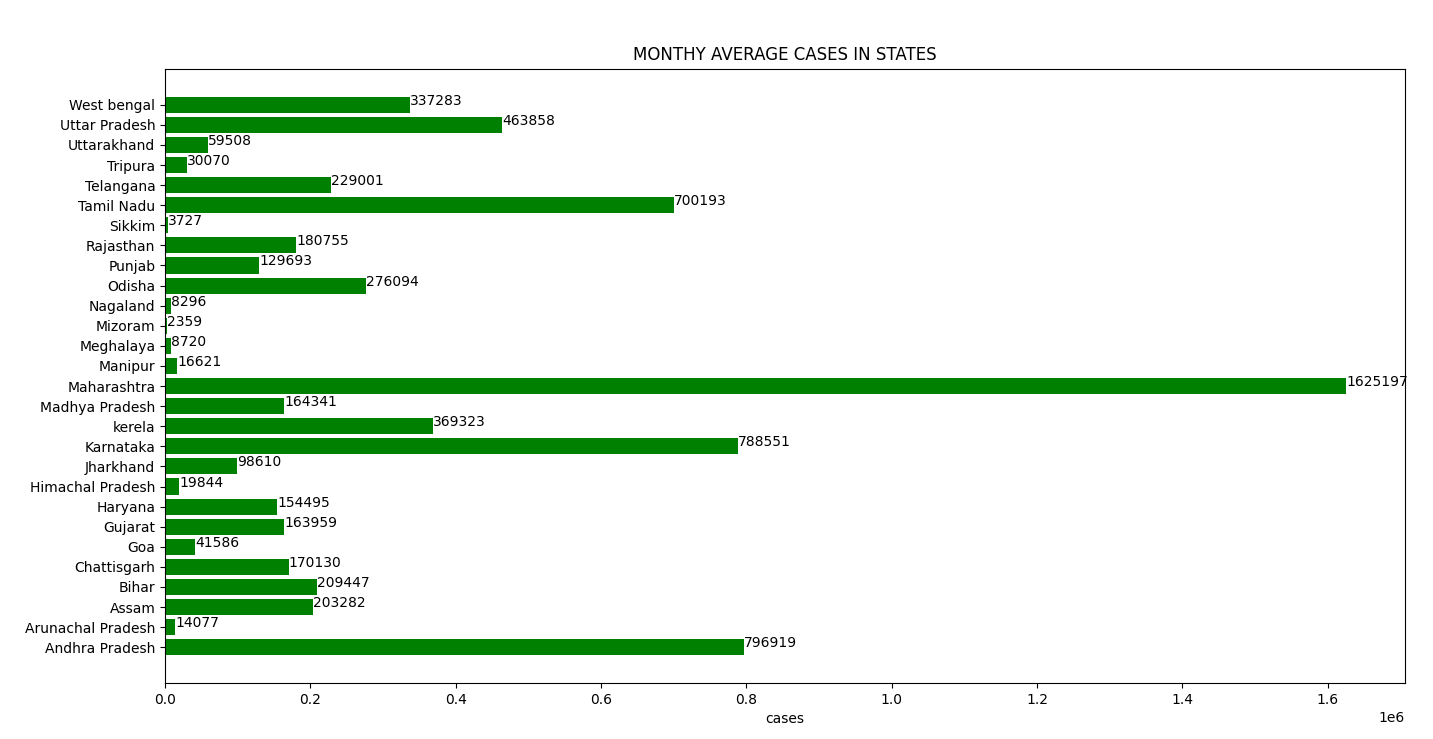 MONTHY AVERAGE CASES IN STATES
West bengal 337283
Uttar Pradesh 463858
Uttarakhand 59508
Tripura 30070
Telangana 229001
Tamil Nadu 700193
Sikkim 3727
Rajasthan 180755
Punjab 129693
Odisha 276094
Nagaland 8296
Mizoram 2359
Meghalaya 8720
Manipur 16621
Maharashtra 1625197
Madhya Pradesh 164341
kerela 369323
Karnataka 788551
Jharkhand 98610
Himachal Pradesh 19844
Haryana 154495
Gujarat 163959
Goa 41586
Chattisgarh 170130
Bihar 209447
Assam 203282
Arunachal Pradesh 14077
Andhra Pradesh 796919
0.0 0.2 0.4 0.6 0.8 1.0 1.2 1.4 1.6
cases 1e6